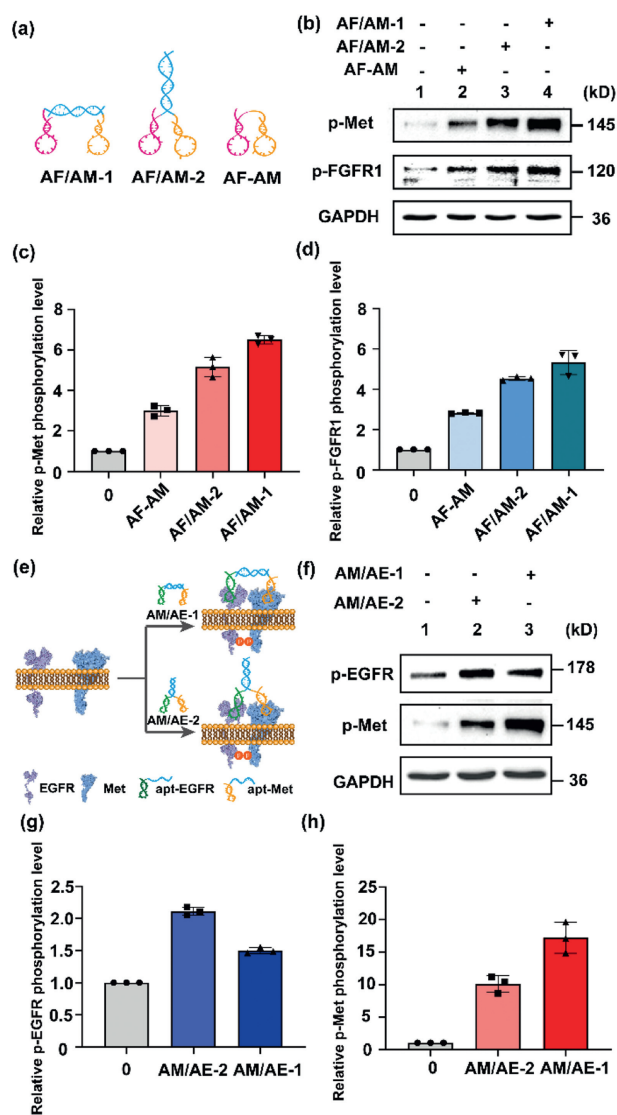 (a)
AF/AM-1 AF/AM-2 AF-AM
(b)
AF/AM-1 - - - +
AF/AM-2 - - + -
AF-AM - + - -
1 2 3 4 (kD)
p-Met 145
p-FGFR1 120
GAPDH 36
(c)
Relative p-Met phosphorylation level
8
6
4
2
0
0 AF-AM AF/AM-2 AF/AM-1
(d)
Relative p-FGFR1 phosphorylation level
8
6
4
2
0
0 AF-AM AF/AM-2 AF/AM-1
(e)
AM/AE-1
P P
AM/AE-2
P P
EGFR Met apt-EGFR apt-Met
(f)
AM/AE-1 - - +
AM/AE-2 - + -
1 2 3 (kD)
p-EGFR 178
p-Met 145
GAPDH 36
(g)
Relative p-EGFR phosphorylation level
2.5
2.0
1.5
1.0
0.5
0
0 AM/AE-2 AM/AE-1
(h)
Relative p-Met phosphorylation level
25
20
15
10
5
0
0 AM/AE-2 AM/AE-1